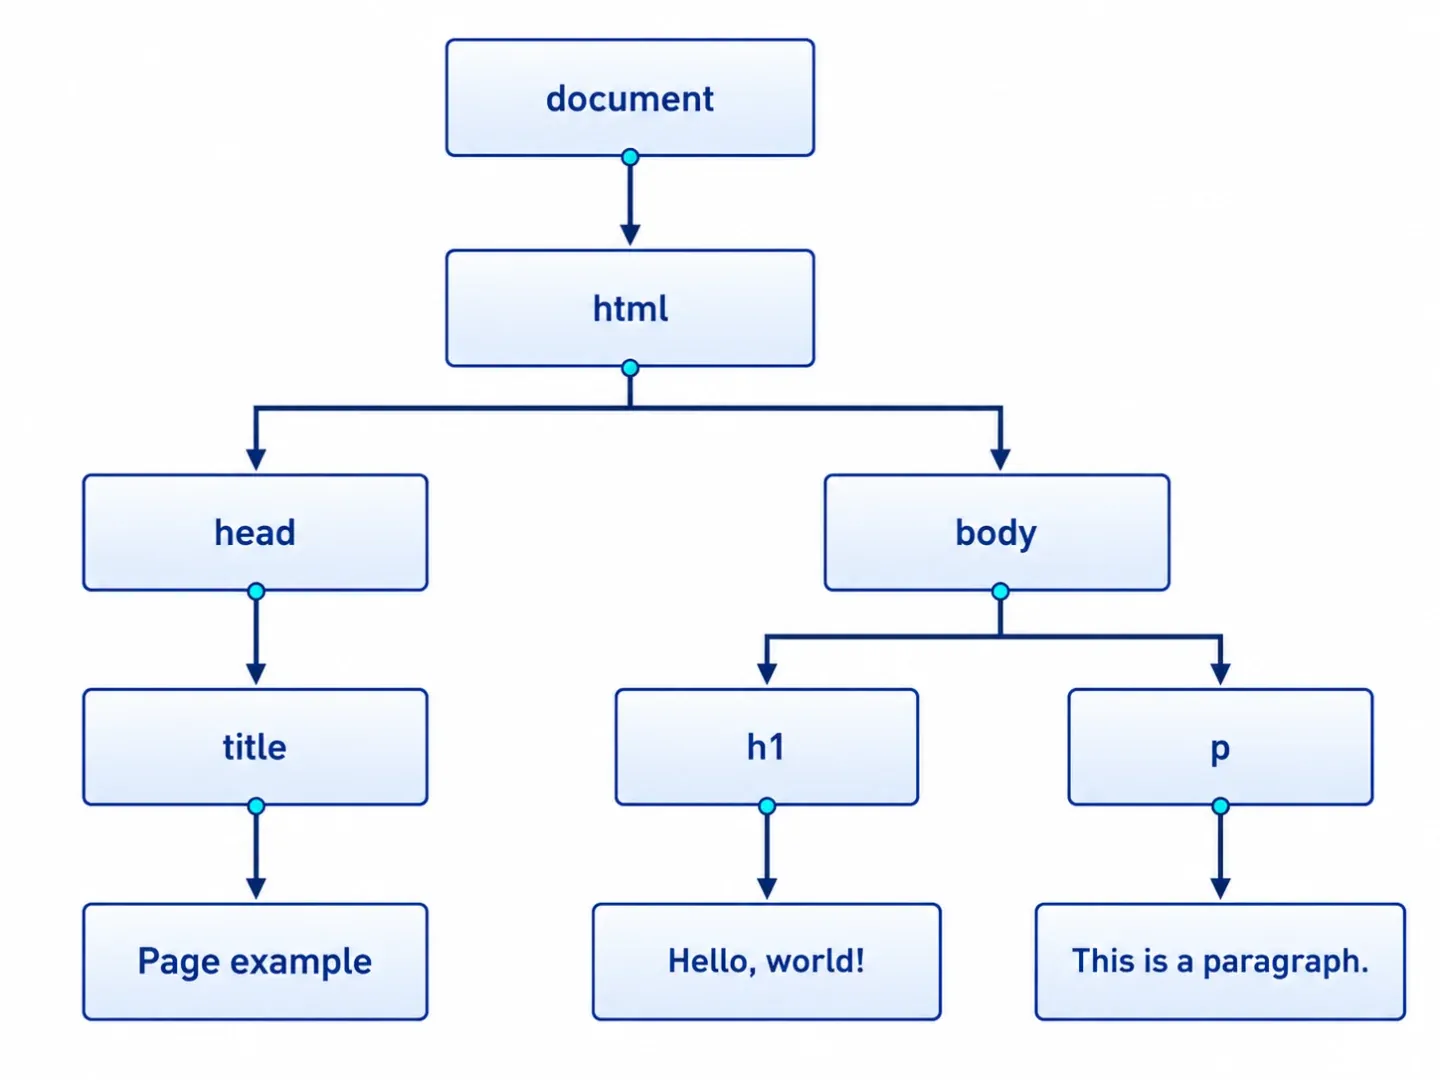 document
html
head
body
title
h1
p
Page example
Hello, world!
This is a paragraph.